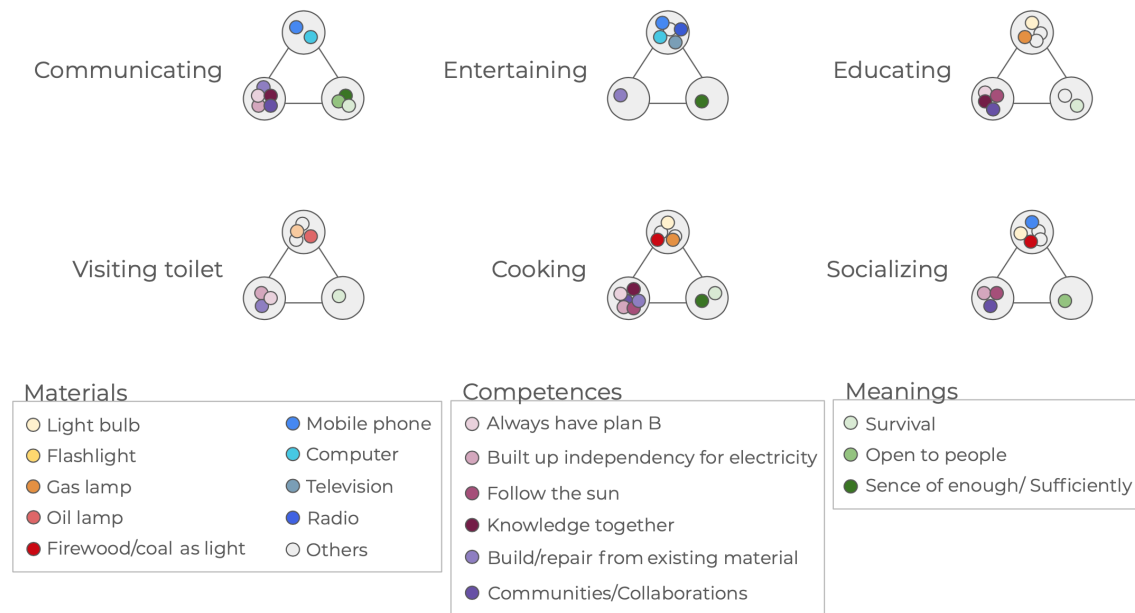 Communicating
Entertaining
Educating
Visiting toilet
Cooking
Socializing
Materials
Light bulb
Flashlight
Gas lamp
Oil lamp
Firewood/coal as light
Mobile phone
Computer
Television
Radio
Others
Competences
Always have plan B
Built up independency for electricity
Follow the sun
Knowledge together
Build/repair from existing material
Communities/Collaborations
Meanings
Survival
Open to people
Sence of enough/ Sufficiently